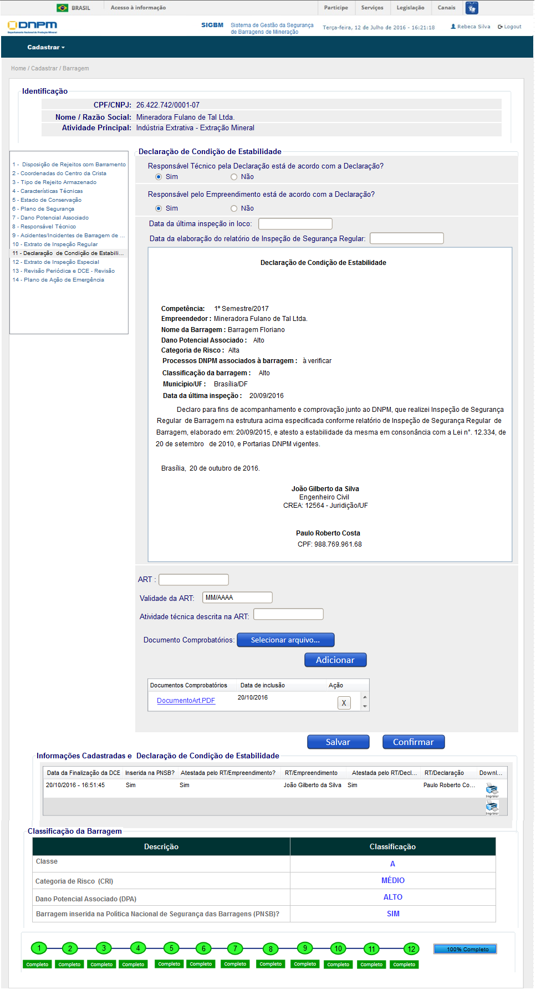 BRASIL Acesso à informação Participe Serviços Legislação Canais
DNPM
Departamento Nacional de Produção Mineral
SIGBM Sistema de Gestão da Segurança de Barragens de Mineração
Terça-feira, 12 de Julho de 2016 - 16:21:18 Rebeca Silva Logout
Cadastrar
Home / Cadastrar / Barragem
Identificação
CPF/CNPJ: 26.422.742/0001-07
Nome / Razão Social: Mineradora Fulano de Tal Ltda.
Atividade Principal: Indústria Extrativa - Extração Mineral
1 - Disposição de Rejeitos com Barramento
2 - Coordenadas do Centro da Crista
3 - Tipo de Rejeito Armazenado
4 - Características Técnicas
5 - Estado de Conservação
6 - Plano de Segurança
7 - Dano Potencial Associado
8 - Responsável Técnico
9 - Acidentes/Incidentes de Barragem de ...
10 - Extrato de Inspeção Regular
11 - Declaração de Condição de Estabili...
12 - Extrato de Inspeção Especial
13 - Revisão Periódica e DCE - Revisão
14 - Plano de Ação de Emergência
Declaração de Condição de Estabilidade
Responsável Técnico pela Declaração está de acordo com a Declaração?
Sim Não
Responsável pelo Empreendimento está de acordo com a Declaração?
Sim Não
Data da última inspeção in loco:
Data da elaboração do relatório de Inspeção de Segurança Regular:
Declaração de Condição de Estabilidade
Competência: 1º Semestre/2017
Empreendedor : Mineradora Fulano de Tal Ltda.
Nome da Barragem : Barragem Floriano
Dano Potencial Associado : Alto
Categoria de Risco : Alta
Processos DNPM associados à barragem : à verificar
Classificação da barragem : Alto
Município/UF : Brasília/DF
Data da última inspeção : 20/09/2016
Declaro para fins de acompanhamento e comprovação junto ao DNPM, que realizei Inspeção de Segurança
Regular de Barragem na estrutura acima especificada conforme relatório de Inspeção de Segurança Regular de
Barragem, elaborado em: 20/09/2015, e atesto a estabilidade da mesma em consonância com a Lei n°. 12.334, de
20 de setembro de 2010, e Portarias DNPM vigentes.
Brasília, 20 de outubro de 2016.
João Gilberto da Silva
Engenheiro Civil
CREA: 12564 - Juridição/UF
Paulo Roberto Costa
CPF: 988.769.961.68
ART :
Validade da ART: MM/AAAA
Atividade técnica descrita na ART:
Documento Comprobatórios: Selecionar arquivo...
Adicionar
Documentos Comprobatórios Data de inclusão Ação
DocumentoArt.PDF 20/10/2016 X
Salvar Confirmar
Informações Cadastradas e Declaração de Condição de Estabilidade
Data da Finalização da DCE Inserida na PNSB? Atestada pelo RT/Empreendimento? RT/Empreendimento Atestada pelo RT/Decl... RT/Declaração Downl...
20/10/2016 - 16:51:45 Sim Sim João Gilberto da Silva Sim Paulo Roberto Co... Imprimir
Imprimir
Classificação da Barragem
Descrição Classificação
Classe A
Categoria de Risco (CRI) MÉDIO
Dano Potencial Associado (DPA) ALTO
Barragem inserida na Política Nacional de Segurança das Barragens (PNSB)? SIM
1 2 3 4 5 6 7 8 9 10 11 12 100% Completo
Completo Completo Completo Completo Completo Completo Completo Completo Completo Completo Completo Completo